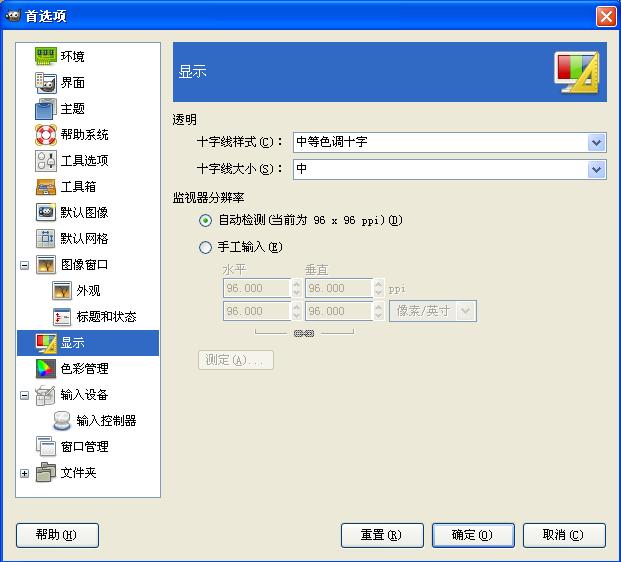 首选项
环境
界面
主题
帮助系统
工具选项
工具箱
默认图像
默认网格
图像窗口
外观
标题和状态
显示
色彩管理
输入设备
输入控制器
窗口管理
文件夹
显示
透明
十字线样式(C)： 中等色调十字
十字线大小(S)： 中
监视器分辨率
自动检测(当前为 96 x 96 ppi)(D)
手工输入(E)
水平 垂直
96.000 96.000 ppi
96.000 96.000 像素/英寸
测定(A)...
帮助(H) 重置(R) 确定(O) 取消(C)